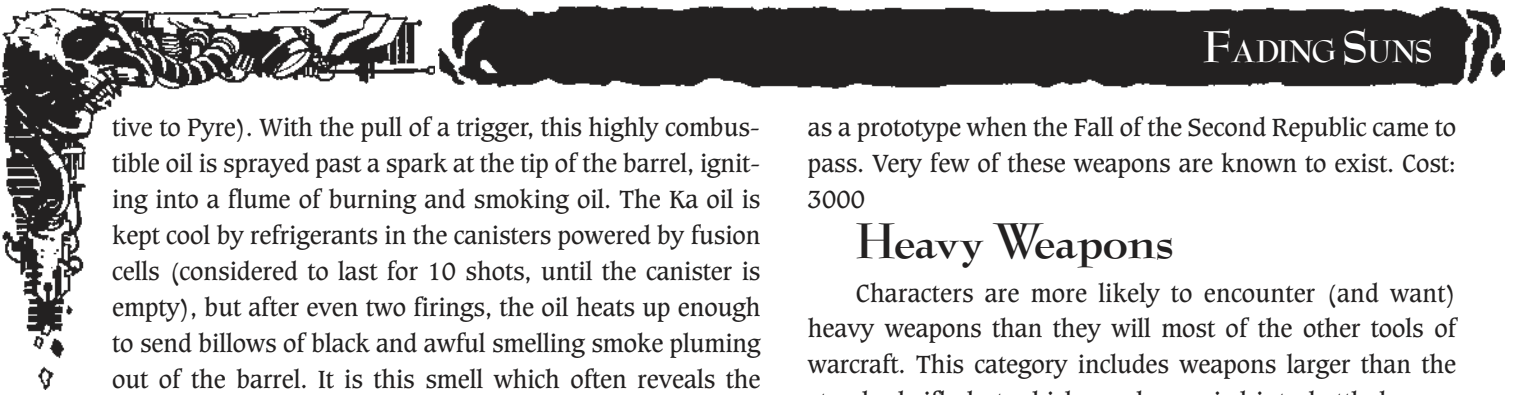 FADING SUNS
tive to Pyre). With the pull of a trigger, this highly combus-
tible oil is sprayed past a spark at the tip of the barrel, ignit-
ing into a flume of burning and smoking oil. The Ka oil is
kept cool by refrigerants in the canisters powered by fusion
cells (considered to last for 10 shots, until the canister is
empty), but after even two firings, the oil heats up enough
to send billows of black and awful smelling smoke pluming
out of the barrel. It is this smell which often reveals the
as a prototype when the Fall of the Second Republic came to
pass. Very few of these weapons are known to exist. Cost:
3000
Heavy Weapons
Characters are more likely to encounter (and want)
heavy weapons than they will most of the other tools of
warcraft. This category includes weapons larger than the